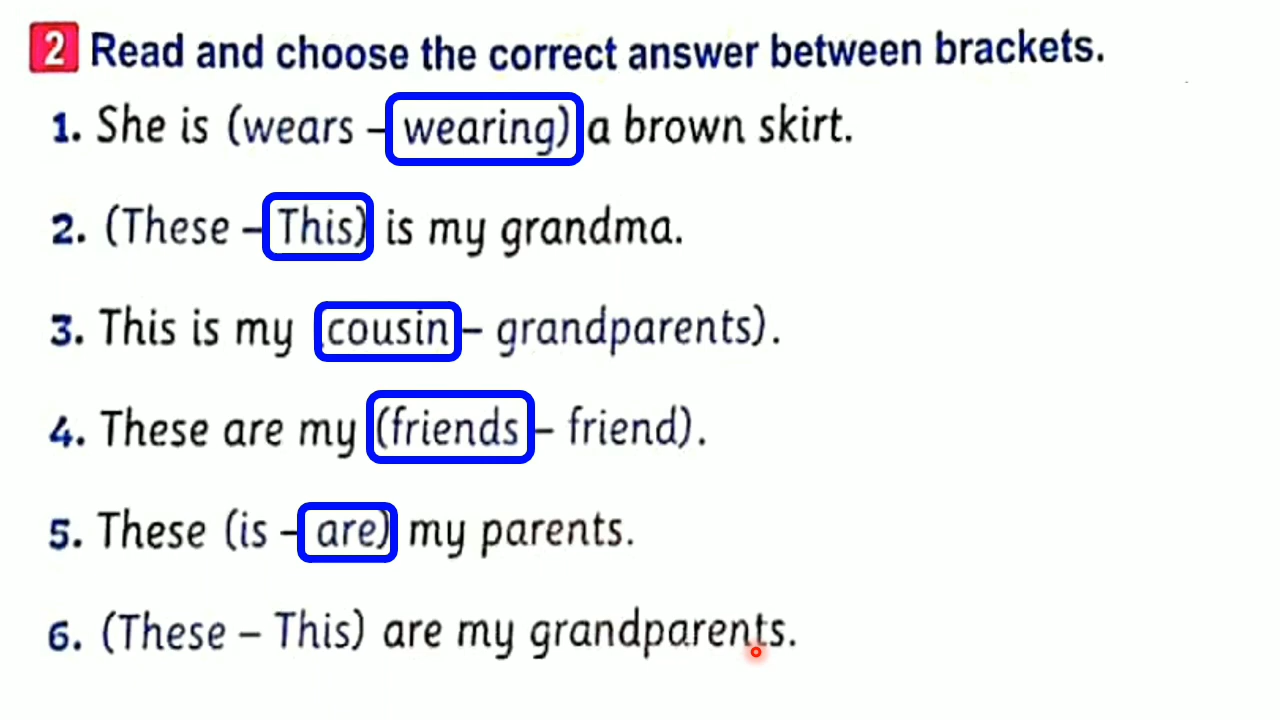 2 Read and choose the correct answer between brackets.
1. She is (wears – wearing) a brown skirt.
2. (These – This) is my grandma.
3. This is my cousin – grandparents).
4. These are my (friends – friend).
5. These (is – are) my parents.
6. (These – This) are my grandparents.